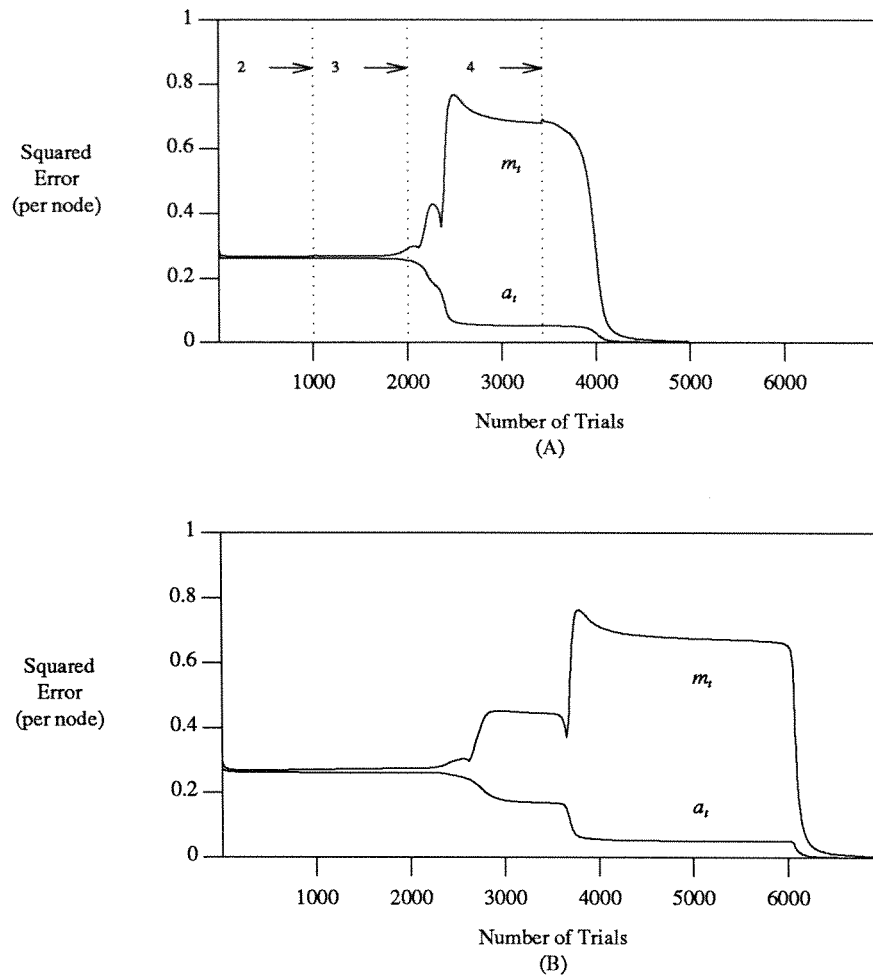 1
2
3
4
0.8
Squared
Error
(per node)
0.6
m_t
0.4
0.2
a_t
0
1000 2000 3000 4000 5000 6000
Number of Trials
(A)
1
0.8
Squared
Error
(per node)
0.6
m_t
0.4
0.2
a_t
0
1000 2000 3000 4000 5000 6000
Number of Trials
(B)